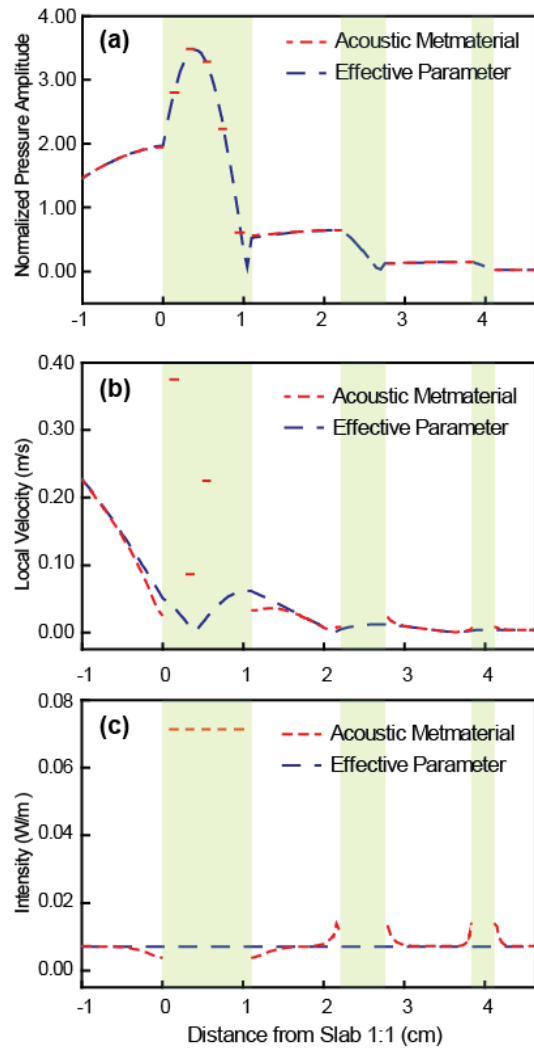 4.00
(a)
Acoustic Metmaterial
3.00
Effective Parameter
2.00
1.00
0.00
Normalized Pressure Amplitude
-1 0 1 2 3 4
0.40
(b)
Acoustic Metmaterial
0.30
Effective Parameter
0.20
0.10
0.00
Local Velocity (m/s)
-1 0 1 2 3 4
0.08
(c)
Acoustic Metmaterial
0.06
Effective Parameter
0.04
0.02
0.00
Intensity (W/m)
-1 0 1 2 3 4
Distance from Slab 1:1 (cm)